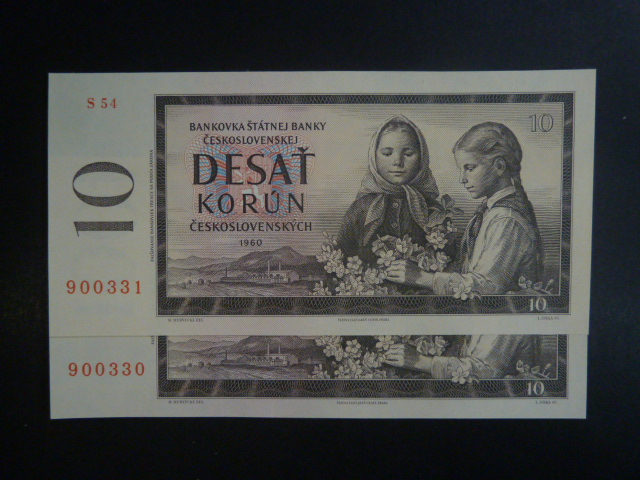 S 54
BANKOVKA ŠTÁTNEJ BANKY
ČESKOSLOVENSKEJ
DESAŤ
KORÚN
ČESKOSLOVENSKÝCH
1960
10
10
10
900331
900330
10